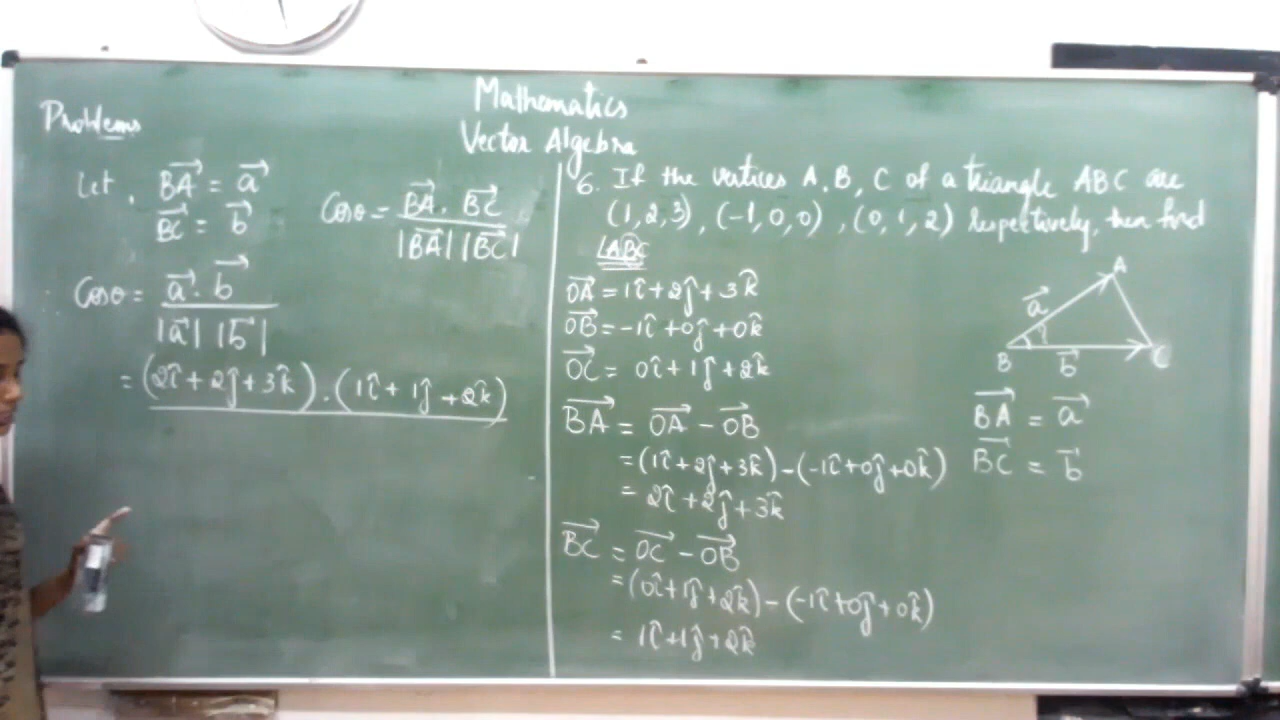 Mathematics
Vector Algebra
Problems
Let, BA⃗ = a⃗
BC⃗ = b⃗
Cosθ = BA⃗ . BC⃗ / |BA⃗| |BC⃗|
Cosθ = a⃗ . b⃗ / |a⃗| |b⃗|
= (2î + 2ĵ + 3k̂) . (1î + 1ĵ + 2k̂)
6. If the vertices A, B, C of a triangle ABC are
(1, 2, 3), (-1, 0, 0), (0, 1, 2) respectively, then find
∠ABC
OA⃗ = 1î + 2ĵ + 3k̂
OB⃗ = -1î + 0ĵ + 0k̂
OC⃗ = 0î + 1ĵ + 2k̂
BA⃗ = OA⃗ - OB⃗
= (1î + 2ĵ + 3k̂) - (-1î + 0ĵ + 0k̂)
= 2î + 2ĵ + 3k̂
BC⃗ = OC⃗ - OB⃗
= (0î + 1ĵ + 2k̂) - (-1î + 0ĵ + 0k̂)
= 1î + 1ĵ + 2k̂
A
a⃗
?
B
b⃗
C
BA⃗ = a⃗
BC⃗ = b⃗